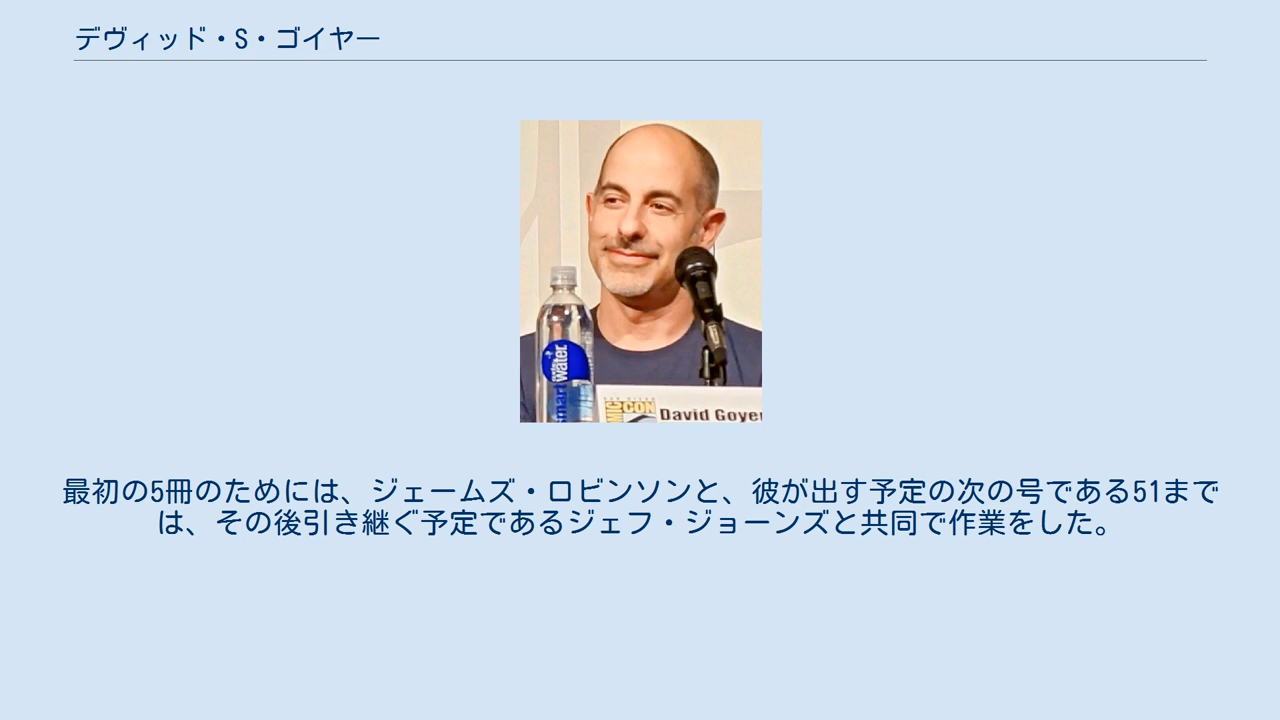 デヴィッド・S・ゴイヤー
smart
water
COMIC CON
David Goyer
最初の5冊のためには、ジェームズ・ロビンソンと、彼が出す予定の次の号である51まで
は、その後引き継ぐ予定であるジェフ・ジョーンズと共同で作業をした。